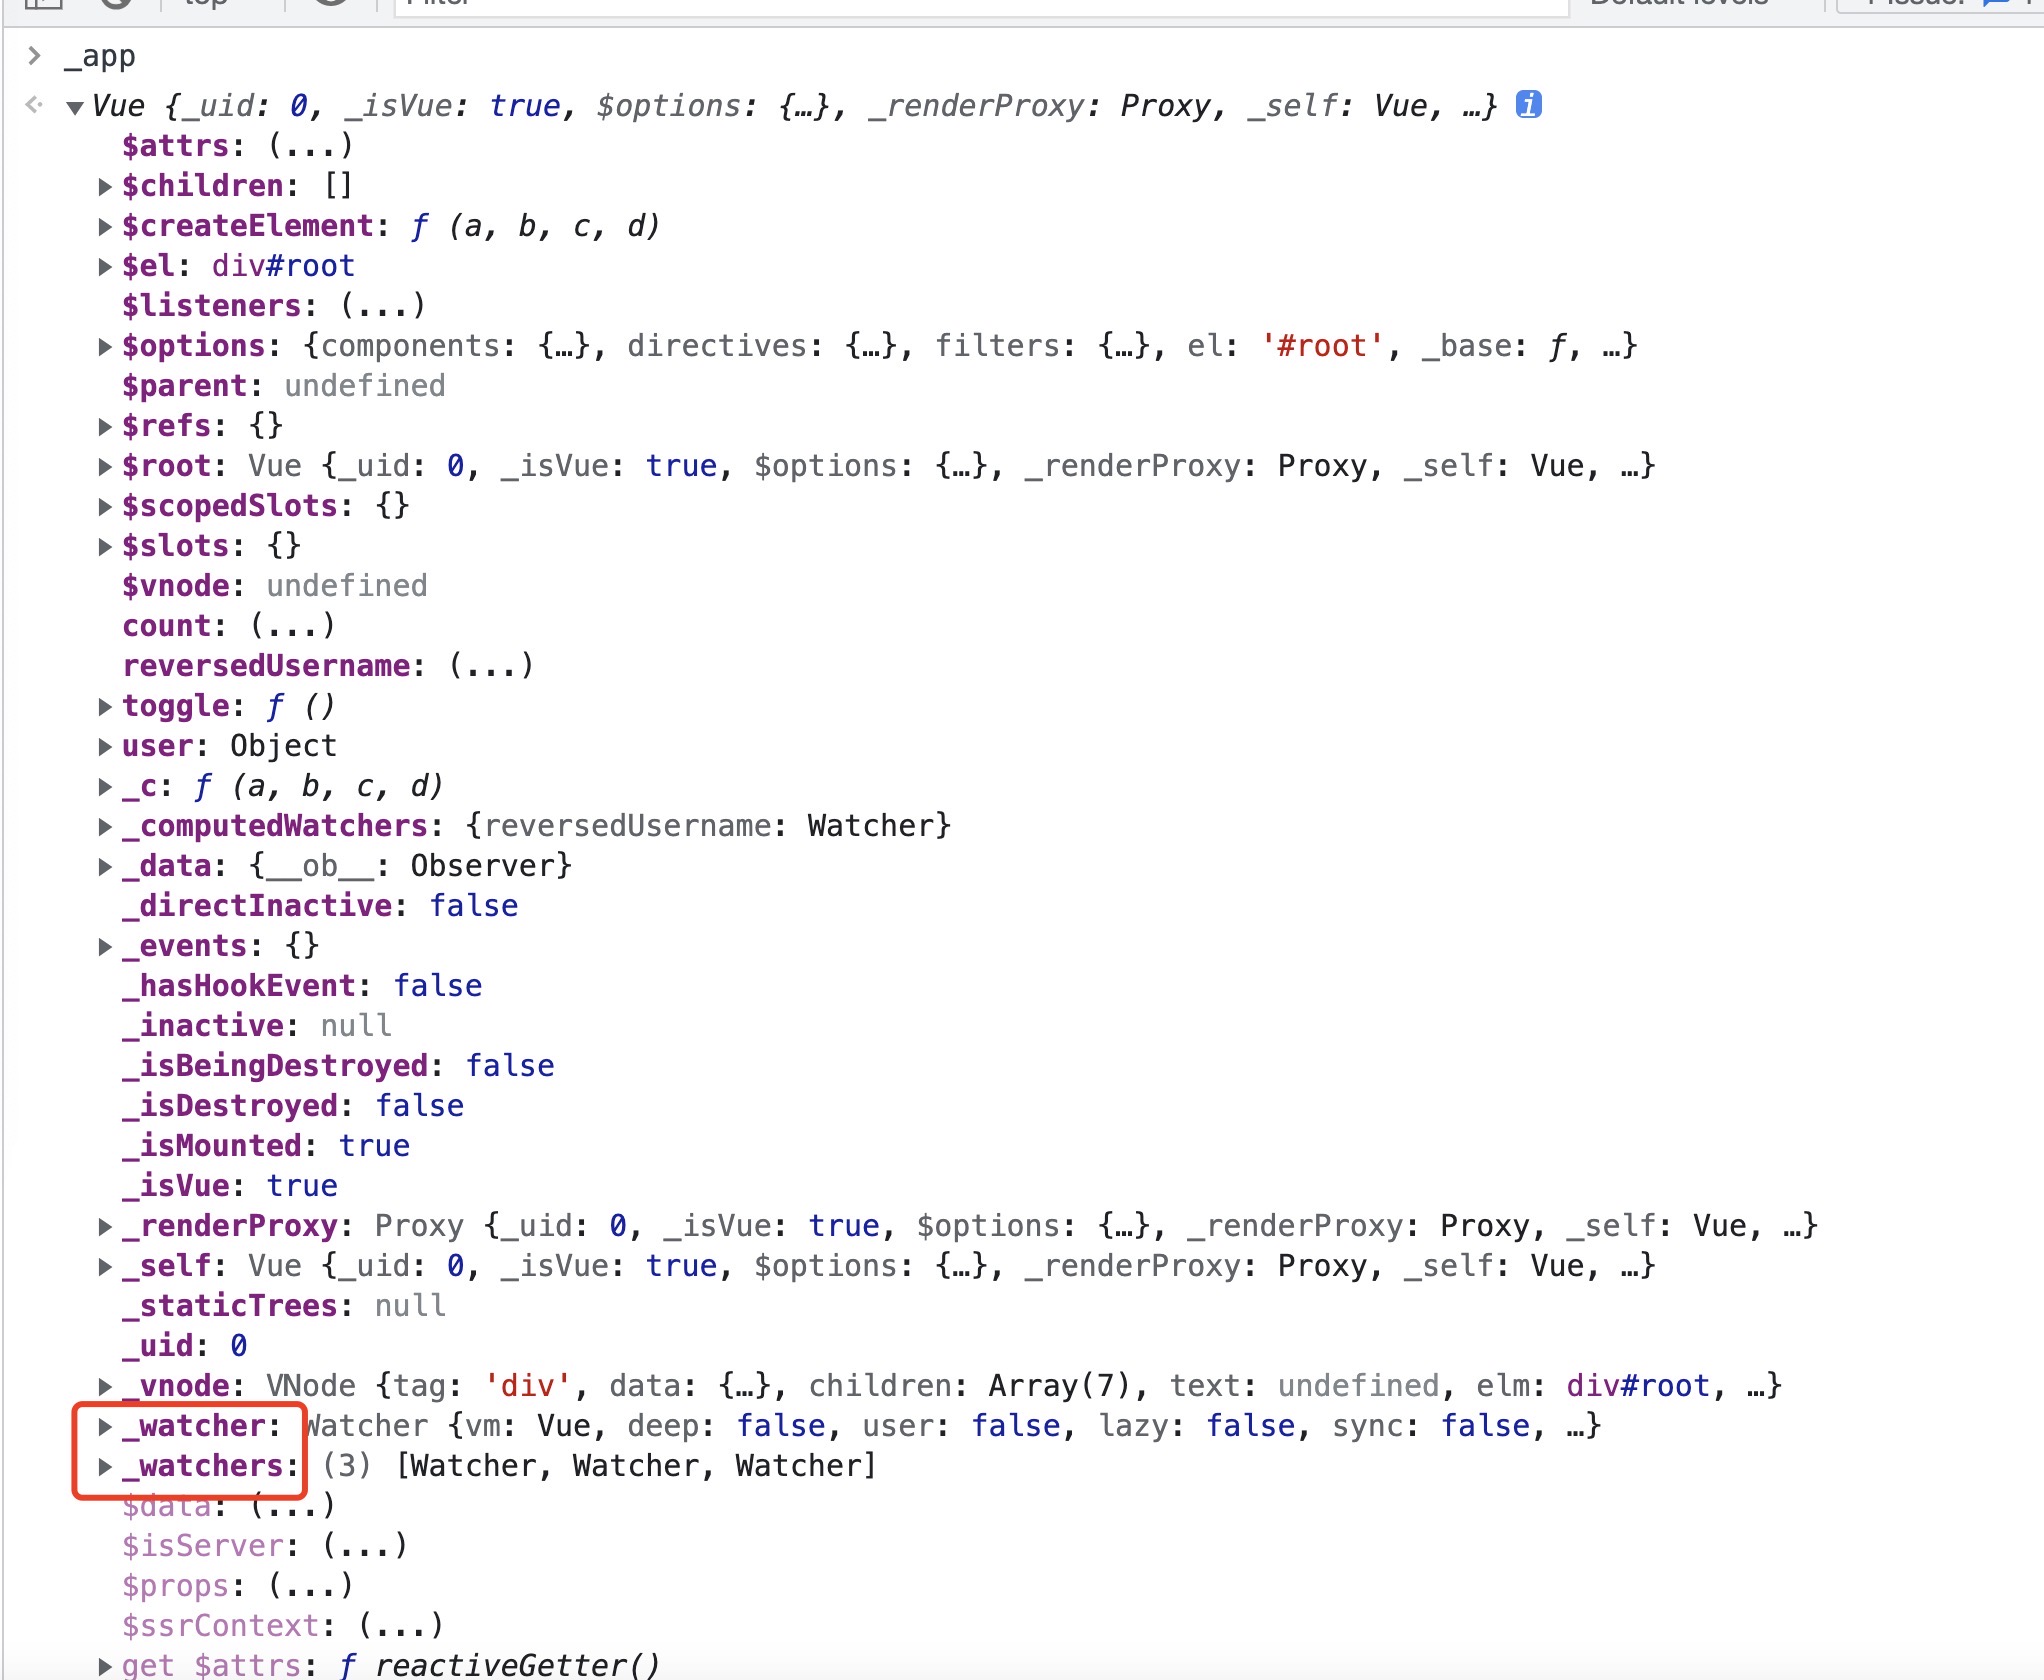 top Filter Default levels 1 Issue:
_app
Vue {_uid: 0, _isVue: true, $options: {…}, _renderProxy: Proxy, _self: Vue, …} i
$attrs: (...)
$children: []
$createElement: ƒ (a, b, c, d)
$el: div#root
$listeners: (...)
$options: {components: {…}, directives: {…}, filters: {…}, el: '#root', _base: ƒ, …}
$parent: undefined
$refs: {}
$root: Vue {_uid: 0, _isVue: true, $options: {…}, _renderProxy: Proxy, _self: Vue, …}
$scopedSlots: {}
$slots: {}
$vnode: undefined
count: (...)
reversedUsername: (...)
toggle: ƒ ()
user: Object
_c: ƒ (a, b, c, d)
_computedWatchers: {reversedUsername: Watcher}
_data: {__ob__: Observer}
_directInactive: false
_events: {}
_hasHookEvent: false
_inactive: null
_isBeingDestroyed: false
_isDestroyed: false
_isMounted: true
_isVue: true
_renderProxy: Proxy {_uid: 0, _isVue: true, $options: {…}, _renderProxy: Proxy, _self: Vue, …}
_self: Vue {_uid: 0, _isVue: true, $options: {…}, _renderProxy: Proxy, _self: Vue, …}
_staticTrees: null
_uid: 0
_vnode: VNode {tag: 'div', data: {…}, children: Array(7), text: undefined, elm: div#root, …}
_watcher: Watcher {vm: Vue, deep: false, user: false, lazy: false, sync: false, …}
_watchers: (3) [Watcher, Watcher, Watcher]
$data: (...)
$isServer: (...)
$props: (...)
$ssrContext: (...)
get $attrs: ƒ reactiveGetter()